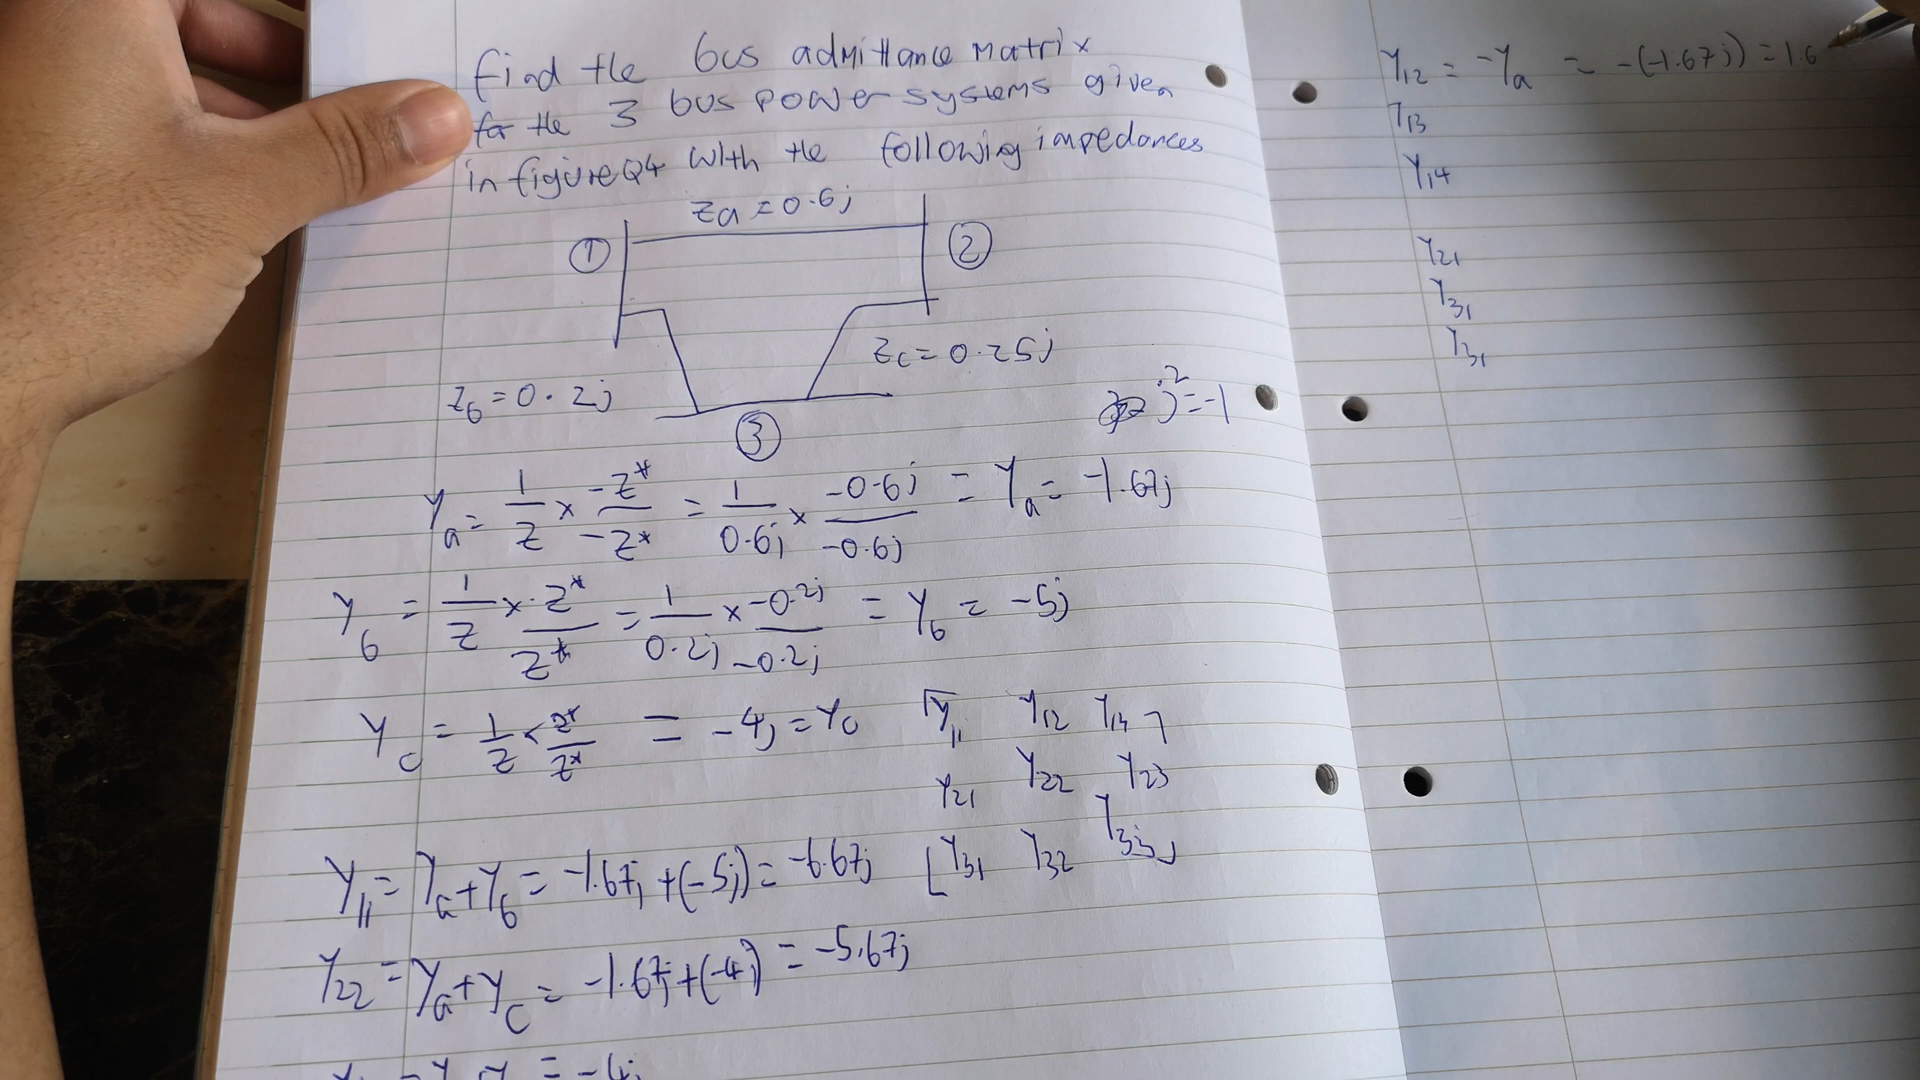 Find the bus admittance matrix
for the 3 bus power systems given
in figure Q4 with the following impedances
Za = 0.6j
① ②
Zc = 0.25j
Zb = 0.2j
j² = -1
③
Ya = 1/Z × -Z*/-Z* = 1/0.6j × -0.6j/-0.6j = Ya = -1.67j
Yb = 1/Z × Z*/Z* = 1/0.2j × -0.2j/-0.2j = Yb = -5j
Yc = 1/Z × Z*/Z* = -4j = Yc
Y11 Y12 Y14
Y21 Y22 Y23
Y31 Y32 Y33
Y11 = Ya + Yb = -1.67j + (-5j) = -6.67j
Y22 = Ya + Yc = -1.67j + (-4j) = -5.67j
= -4j
Y12 = -Ya = -(-1.67j) = 1.6
Y13
Y14
Y21
Y31
Y31